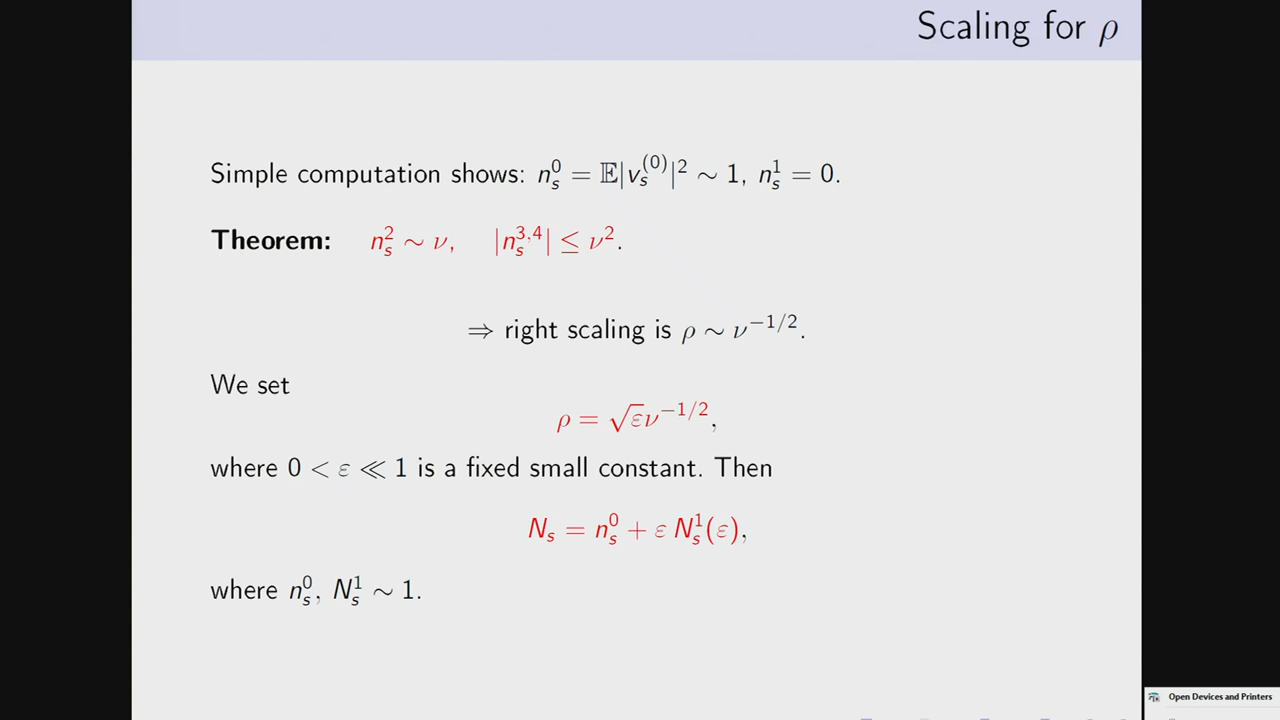 Scaling for ρ
Simple computation shows: n_s^0 = 𝔼|v_s^{(0)}|^2 ∼ 1, n_s^1 = 0.
Theorem: n_s^2 ∼ ν, |n_s^{3,4}| ≤ ν^2.
⇒ right scaling is ρ ∼ ν^{−1/2}.
We set
ρ = √ε ν^{−1/2},
where 0 < ε ≪ 1 is a fixed small constant. Then
N_s = n_s^0 + ε N_s^1(ε),
where n_s^0, N_s^1 ∼ 1.
Open Devices and Printers